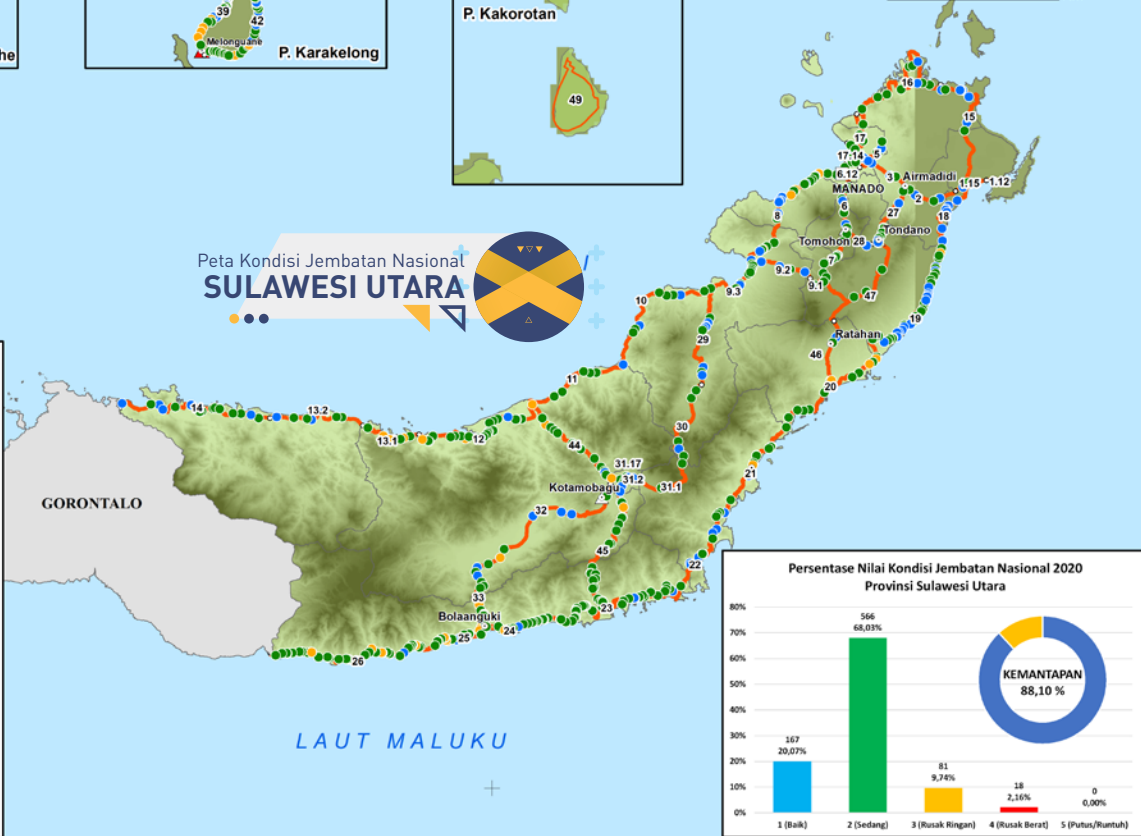 he
39
42
Melonguane
P. Karakelong
P. Kakorotan
49
16
15
17
17.14
5
6.12
3
Airmadidi
1.15
1.12
MANADO
2
6
27
18
8
Tondano
Tomohon
28
7
9.2
9.1
47
9.3
10
19
29
Ratahan
46
20
11
14
13.2
13.1
12
30
44
31.17
31.2
31.1
21
Kotamobagu
32
45
22
33
23
Bolaanguki
24
25
26
Peta Kondisi Jembatan Nasional
SULAWESI UTARA
GORONTALO
LAUT MALUKU
Persentase Nilai Kondisi Jembatan Nasional 2020
Provinsi Sulawesi Utara
80%
70%
60%
50%
40%
30%
20%
10%
0%
167
20,07%
566
68,03%
81
9,74%
18
2,16%
0
0,00%
1 (Baik)
2 (Sedang)
3 (Rusak Ringan)
4 (Rusak Berat)
5 (Putus/Runtuh)
KEMANTAPAN
88,10 %